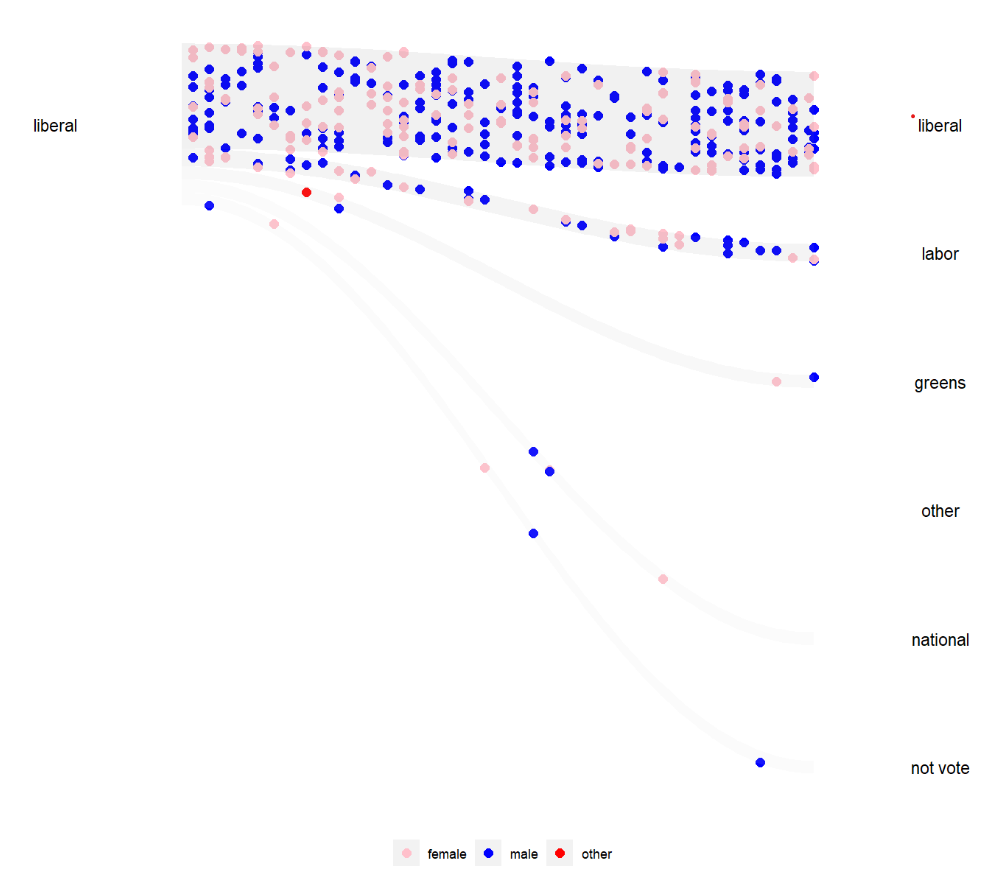 liberal
liberal
labor
greens
other
national
not vote
female
male
other